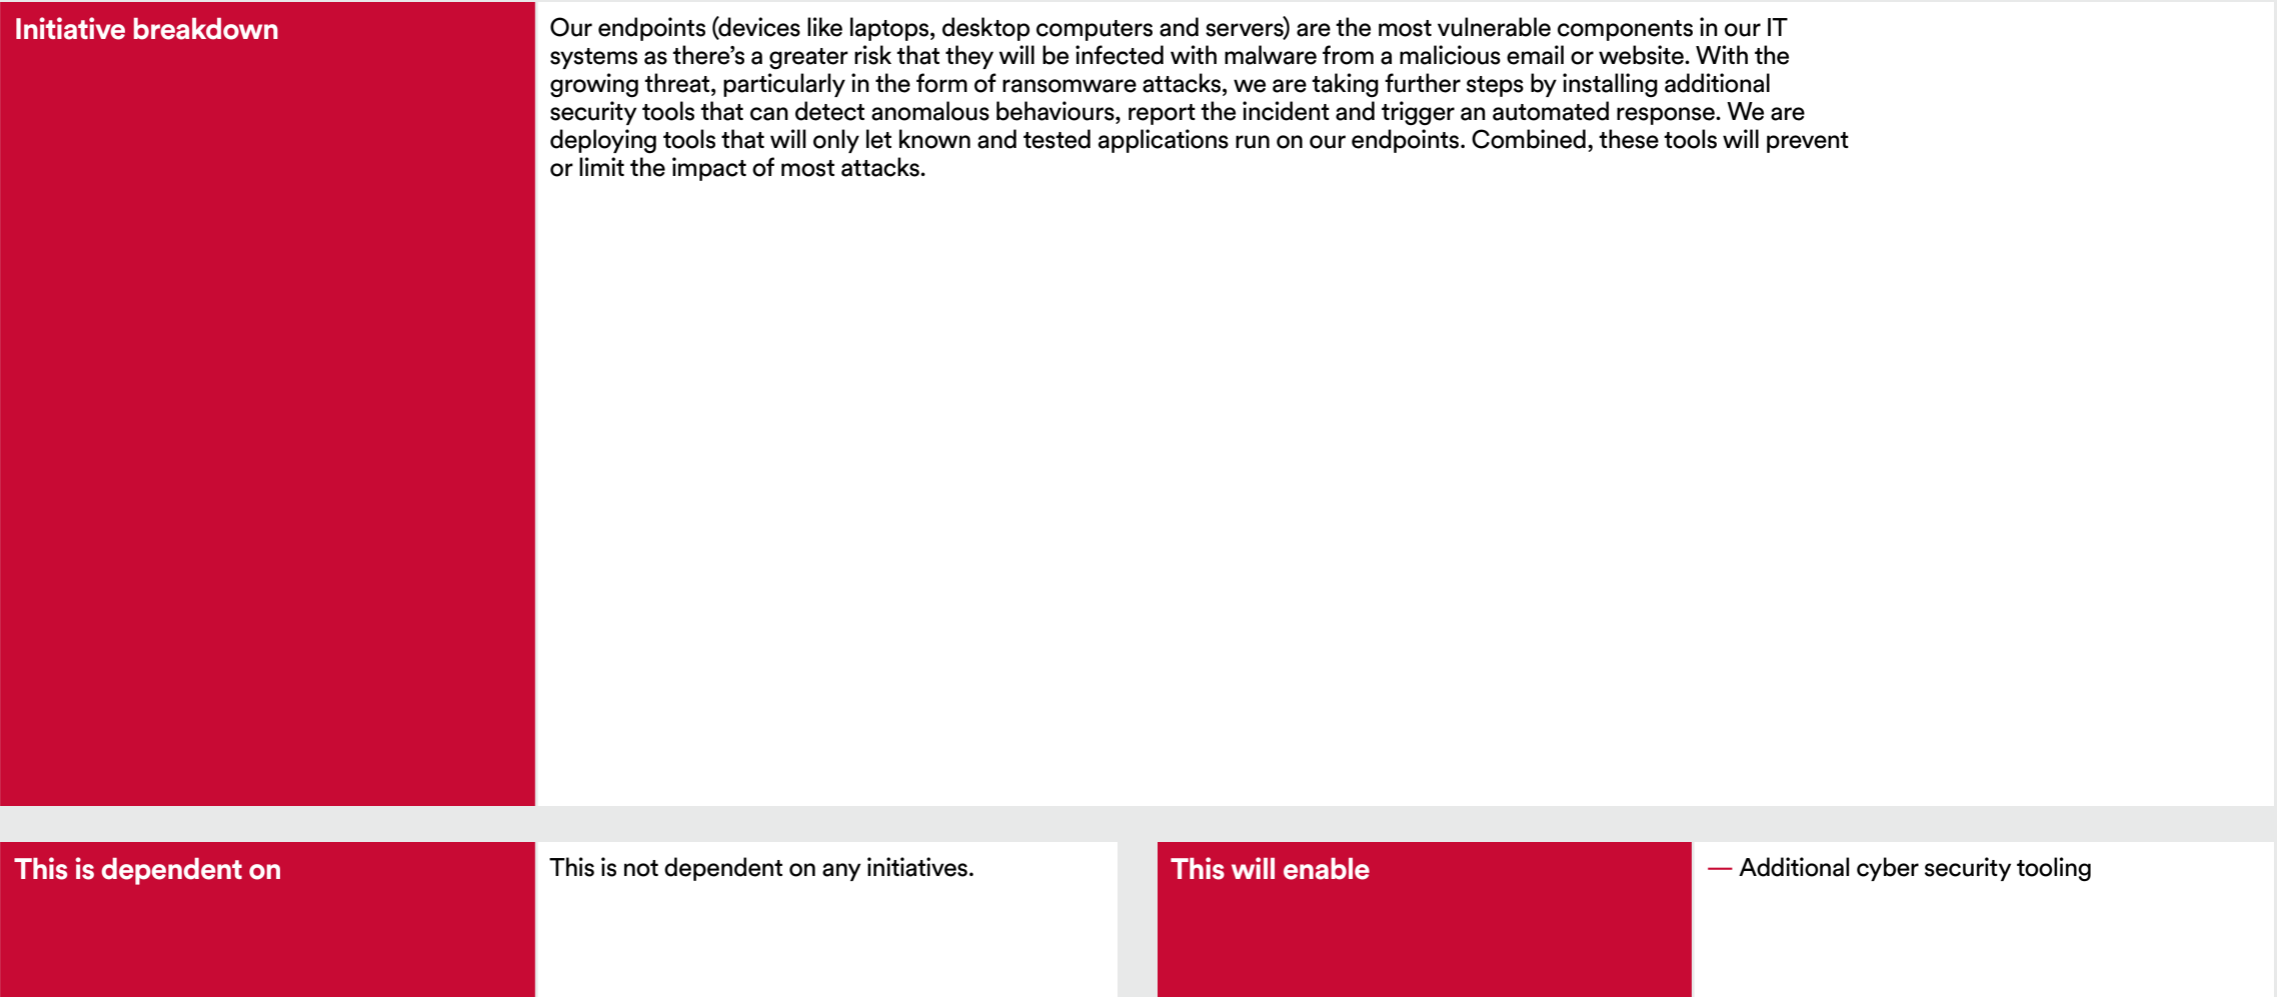 Initiative breakdown
Our endpoints (devices like laptops, desktop computers and servers) are the most vulnerable components in our IT
systems as there’s a greater risk that they will be infected with malware from a malicious email or website. With the
growing threat, particularly in the form of ransomware attacks, we are taking further steps by installing additional
security tools that can detect anomalous behaviours, report the incident and trigger an automated response. We are
deploying tools that will only let known and tested applications run on our endpoints. Combined, these tools will prevent
or limit the impact of most attacks.
This is dependent on
This is not dependent on any initiatives.
This will enable
— Additional cyber security tooling